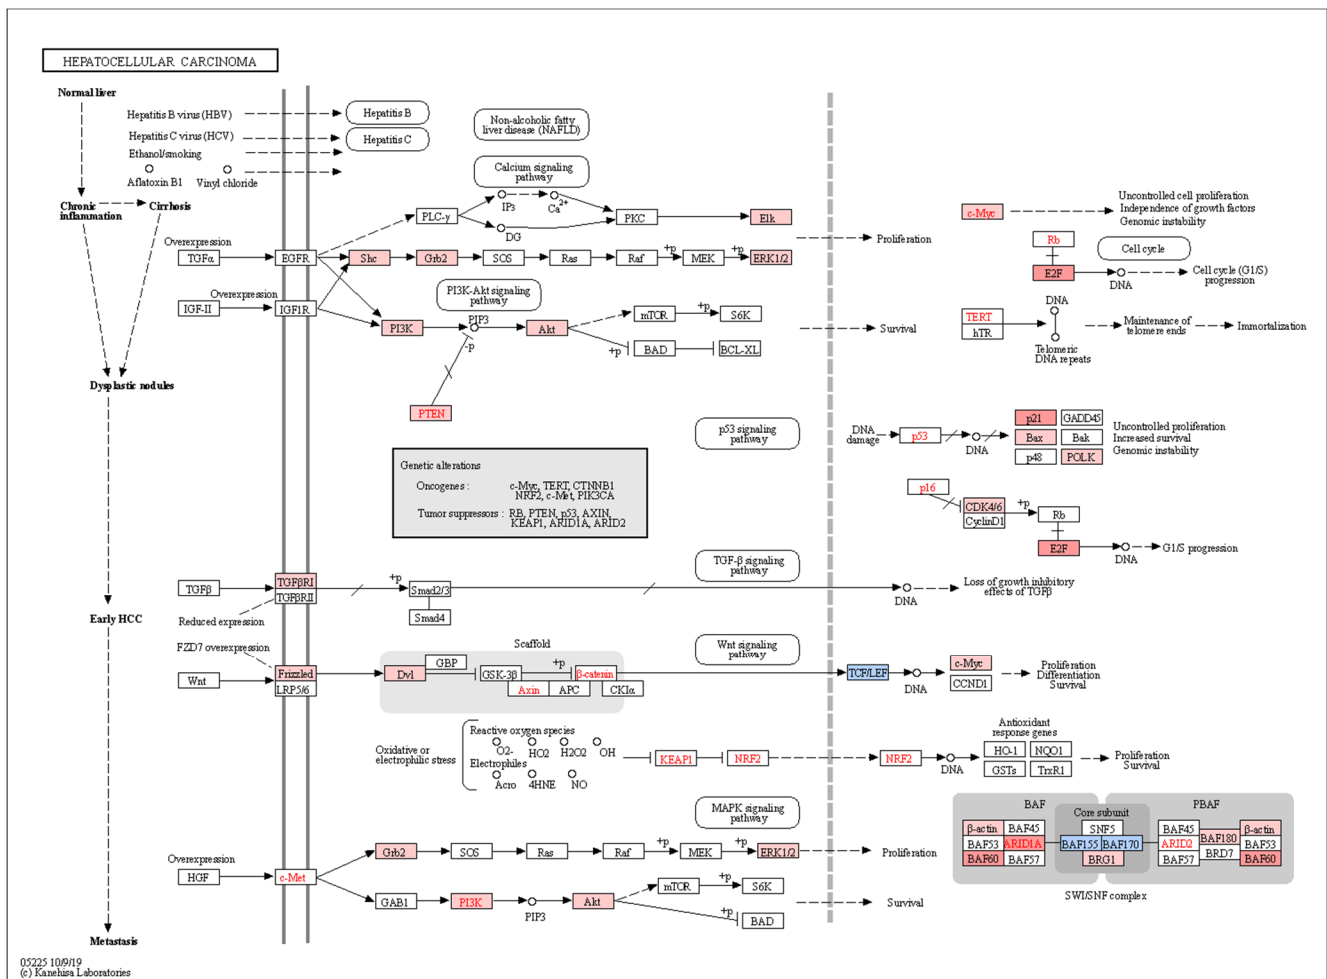 HEPATOCELLULAR CARCINOMA
Normal liver
Hepatitis B virus (HBV)
Hepatitis B
Hepatitis C virus (HCV)
Hepatitis C
Ethanol/smoking
Aflatoxin B1
Vinyl chloride
Non-alcoholic fatty
liver disease (NAFLD)
Calcium signaling
pathway
Chronic
inflammation
Cirrhosis
PLC-γ
IP3
Ca2+
DG
PKC
Elk
Proliferation
Overexpression
TGFα
EGFR
Shc
Grb2
SOS
Ras
Raf
+p
MEK
+p
ERK1/2
Overexpression
IGF-II
IGF1R
PI3K-Akt signaling
pathway
PI3K
PIP3
-p
Akt
mTOR
+p
S6K
+p
BAD
BCL-XL
Survival
PTEN
Dysplastic nodules
c-Myc
Uncontrolled cell proliferation
Independence of growth factors
Genomic instability
Rb
Cell cycle
E2F
DNA
Cell cycle (G1/S)
progression
TERT
hTR
DNA
Telomeric
DNA repeats
Maintenance of
telomere ends
Immortalization
p53 signaling
pathway
DNA
damage
p53
DNA
p21
GADD45
Bax
Bak
p48
POLK
Uncontrolled proliferation
Increased survival
Genomic instability
Genetic alterations
Oncogenes : c-Myc, TERT, CTNNB1
NRF2, c-Met, PIK3CA
Tumor suppressors : RB, PTEN, p53, AXIN,
KEAP1, ARID1A, ARID2
p16
CDK4/6
CyclinD1
+p
Rb
E2F
DNA
G1/S progression
TGF-β signaling
pathway
TGFβ
TGFβRI
TGFβRII
+p
Smad2/3
Smad4
DNA
Loss of growth inhibitory
effects of TGFβ
Reduced expression
Early HCC
FZD7 overexpression
Wnt
Frizzled
LRP5/6
Scaffold
Dvl
GBP
GSK-3β
+p
β-catenin
Axin
APC
CKIα
Wnt signaling
pathway
TCF/LEF
DNA
c-Myc
CCND1
Proliferation
Differentiation
Survival
Oxidative or
electrophilic stress
Reactive oxygen species
O2-
HO2
H2O2
OH
Electrophiles
Acro
4HNE
NO
KEAP1
NRF2
NRF2
DNA
Antioxidant
response genes
HO-1
NQO1
GSTs
TrxR1
Proliferation
Survival
MAPK signaling
pathway
Overexpression
HGF
c-Met
Grb2
SOS
Ras
Raf
+p
MEK
+p
ERK1/2
Proliferation
GAB1
PI3K
PIP3
Akt
mTOR
+p
S6K
+p
BAD
Survival
BAF
PBAF
Core subunit
β-actin
BAF45
SNF5
BAF45
BAF180
β-actin
BAF53
ARID1A
BAF155
BAF170
ARID2
BRD7
BAF53
BAF60
BAF57
BRG1
BAF57
BAF60
SWI/SNF complex
Metastasis
05225 10/9/19
(c) Kanehisa Laboratories